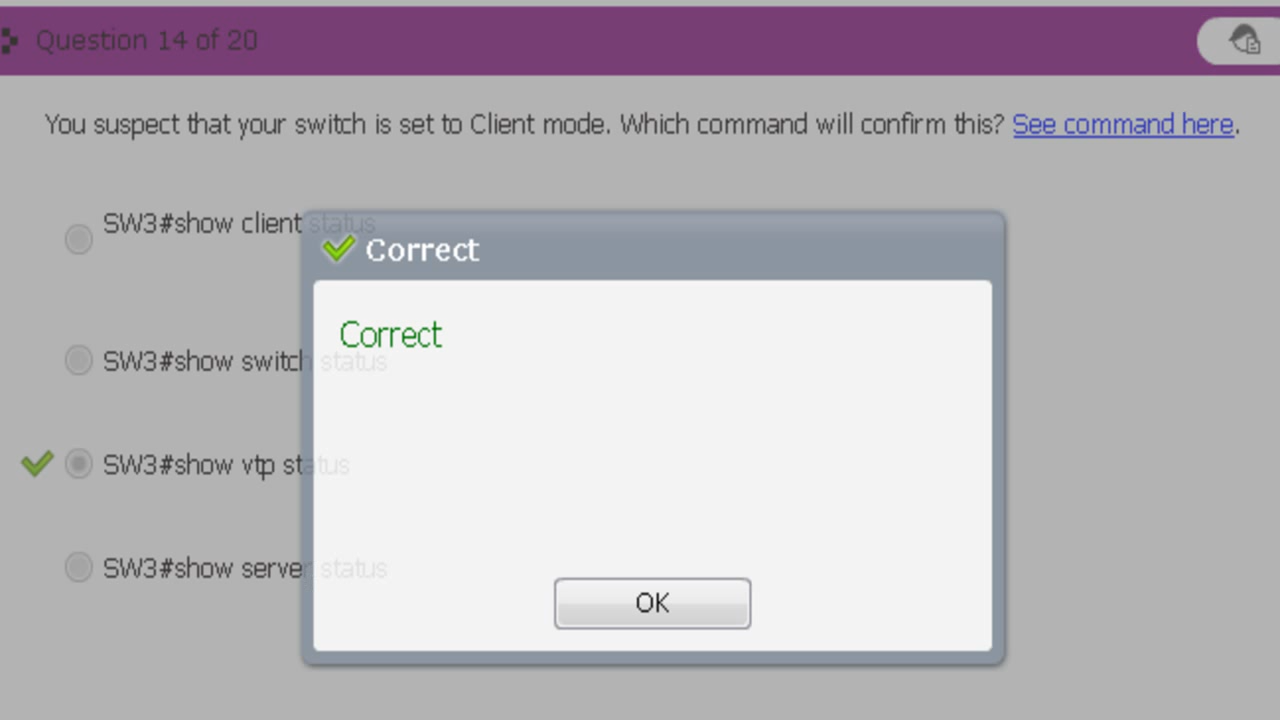 Question 14 of 20
You suspect that your switch is set to Client mode. Which command will confirm this? See command here.
SW3#show client status
Correct
Correct
SW3#show switch status
SW3#show vtp status
SW3#show server status
OK